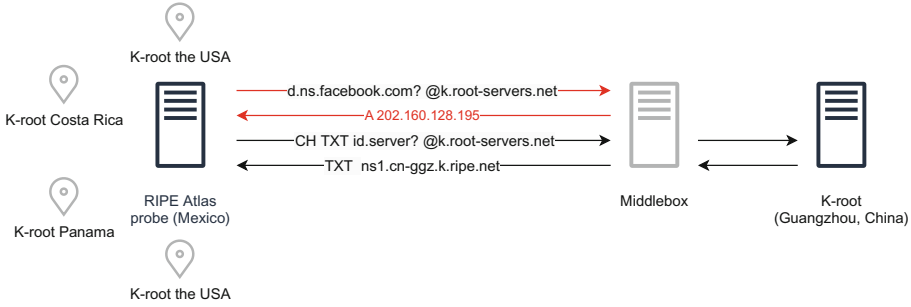 K-root the USA
K-root Costa Rica
d.ns.facebook.com? @k.root-servers.net
A 202.160.128.195
CH TXT id.server? @k.root-servers.net
TXT ns1.cn-ggz.k.ripe.net
RIPE Atlas
probe (Mexico)
Middlebox
K-root
(Guangzhou, China)
K-root Panama
K-root the USA